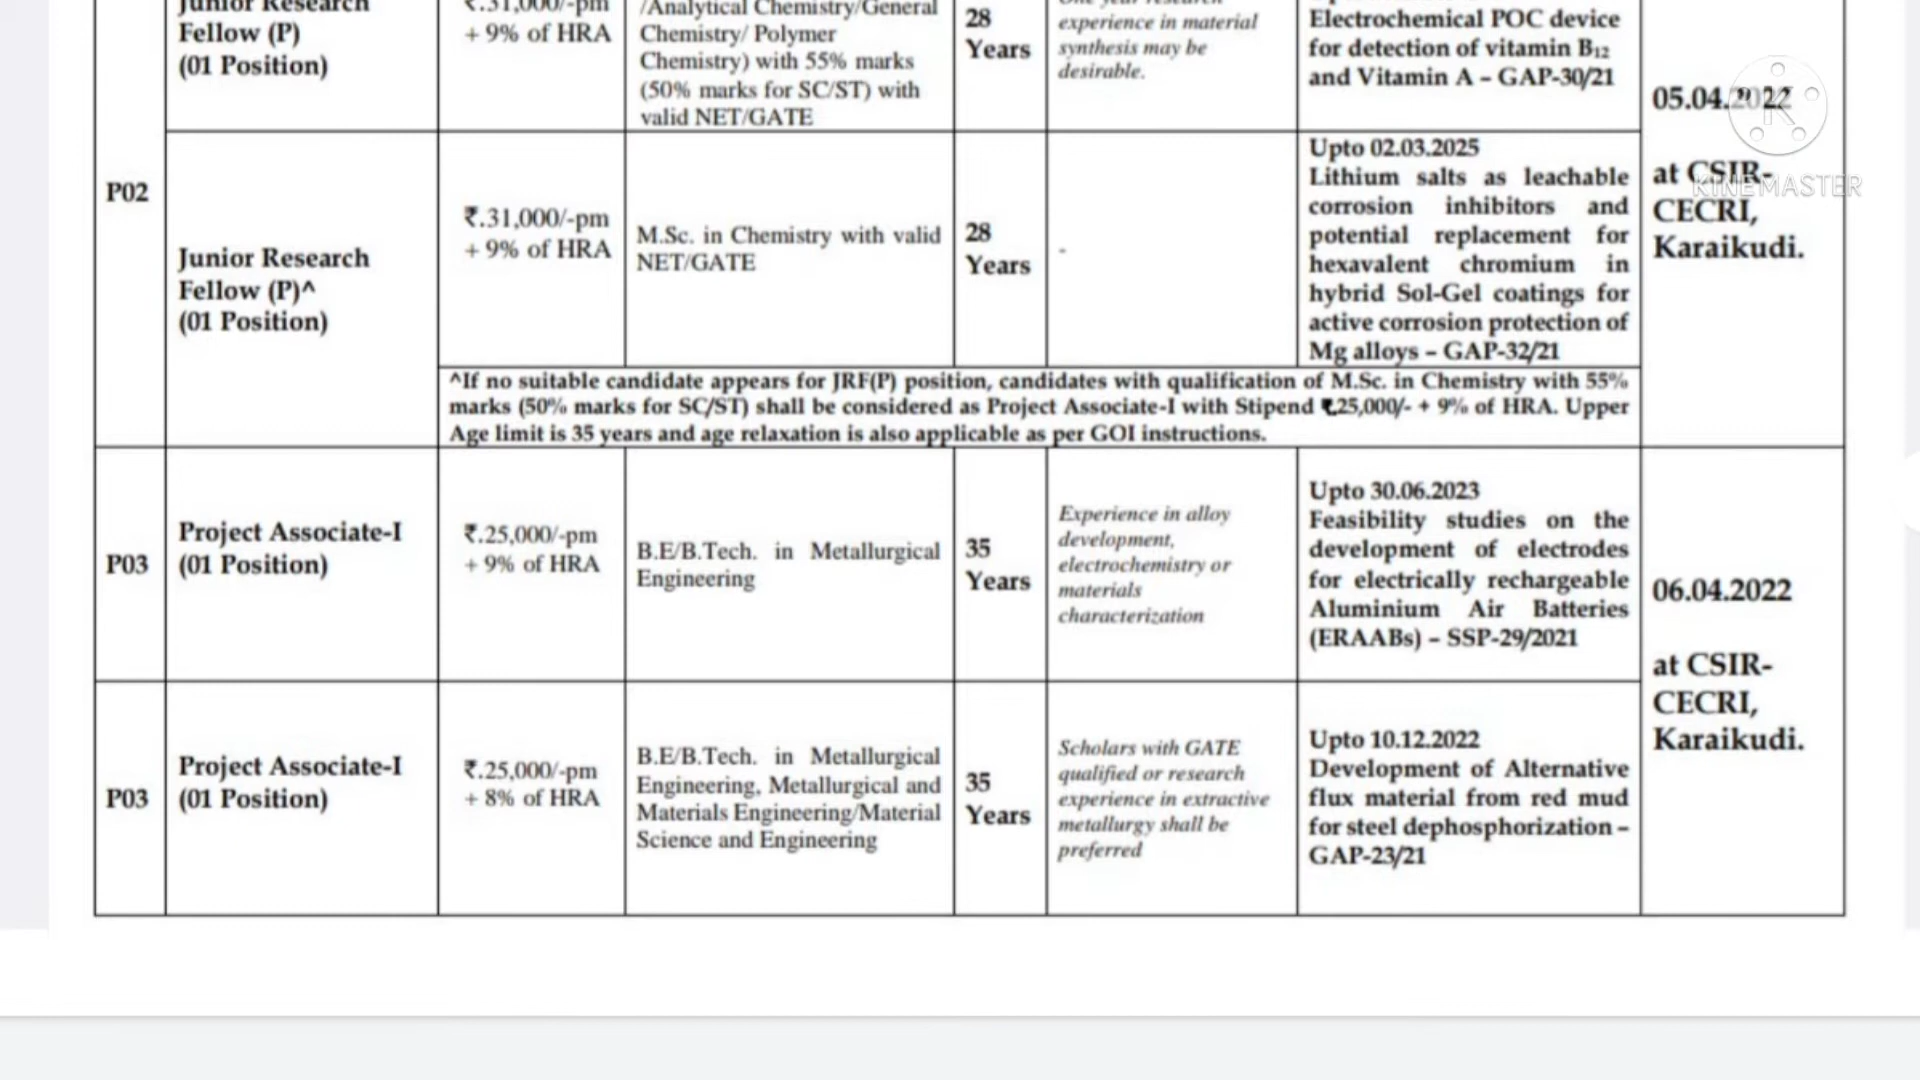 Junior Research
Fellow (P)
(01 Position)
₹.31,000/-pm
+ 9% of HRA
/Analytical Chemistry/General
Chemistry/ Polymer
Chemistry) with 55% marks
(50% marks for SC/ST) with
valid NET/GATE
28
Years
experience in material
synthesis may be
desirable.
Electrochemical POC device
for detection of vitamin B₁₂
and Vitamin A – GAP-30/21
05.04.2022
at CSIR-
CECRI,
Karaikudi.
KINEMASTER
P02
Junior Research
Fellow (P)^
(01 Position)
₹.31,000/-pm
+ 9% of HRA
M.Sc. in Chemistry with valid
NET/GATE
28
Years
-
Upto 02.03.2025
Lithium salts as leachable
corrosion inhibitors and
potential replacement for
hexavalent chromium in
hybrid Sol-Gel coatings for
active corrosion protection of
Mg alloys – GAP-32/21
^If no suitable candidate appears for JRF(P) position, candidates with qualification of M.Sc. in Chemistry with 55%
marks (50% marks for SC/ST) shall be considered as Project Associate-I with Stipend ₹25,000/- + 9% of HRA. Upper
Age limit is 35 years and age relaxation is also applicable as per GOI instructions.
P03
Project Associate-I
(01 Position)
₹.25,000/-pm
+ 9% of HRA
B.E/B.Tech. in Metallurgical
Engineering
35
Years
Experience in alloy
development,
electrochemistry or
materials
characterization
Upto 30.06.2023
Feasibility studies on the
development of electrodes
for electrically rechargeable
Aluminium Air Batteries
(ERAABs) – SSP-29/2021
06.04.2022
at CSIR-
CECRI,
Karaikudi.
P03
Project Associate-I
(01 Position)
₹.25,000/-pm
+ 8% of HRA
B.E/B.Tech. in Metallurgical
Engineering, Metallurgical and
Materials Engineering/Material
Science and Engineering
35
Years
Scholars with GATE
qualified or research
experience in extractive
metallurgy shall be
preferred
Upto 10.12.2022
Development of Alternative
flux material from red mud
for steel dephosphorization –
GAP-23/21